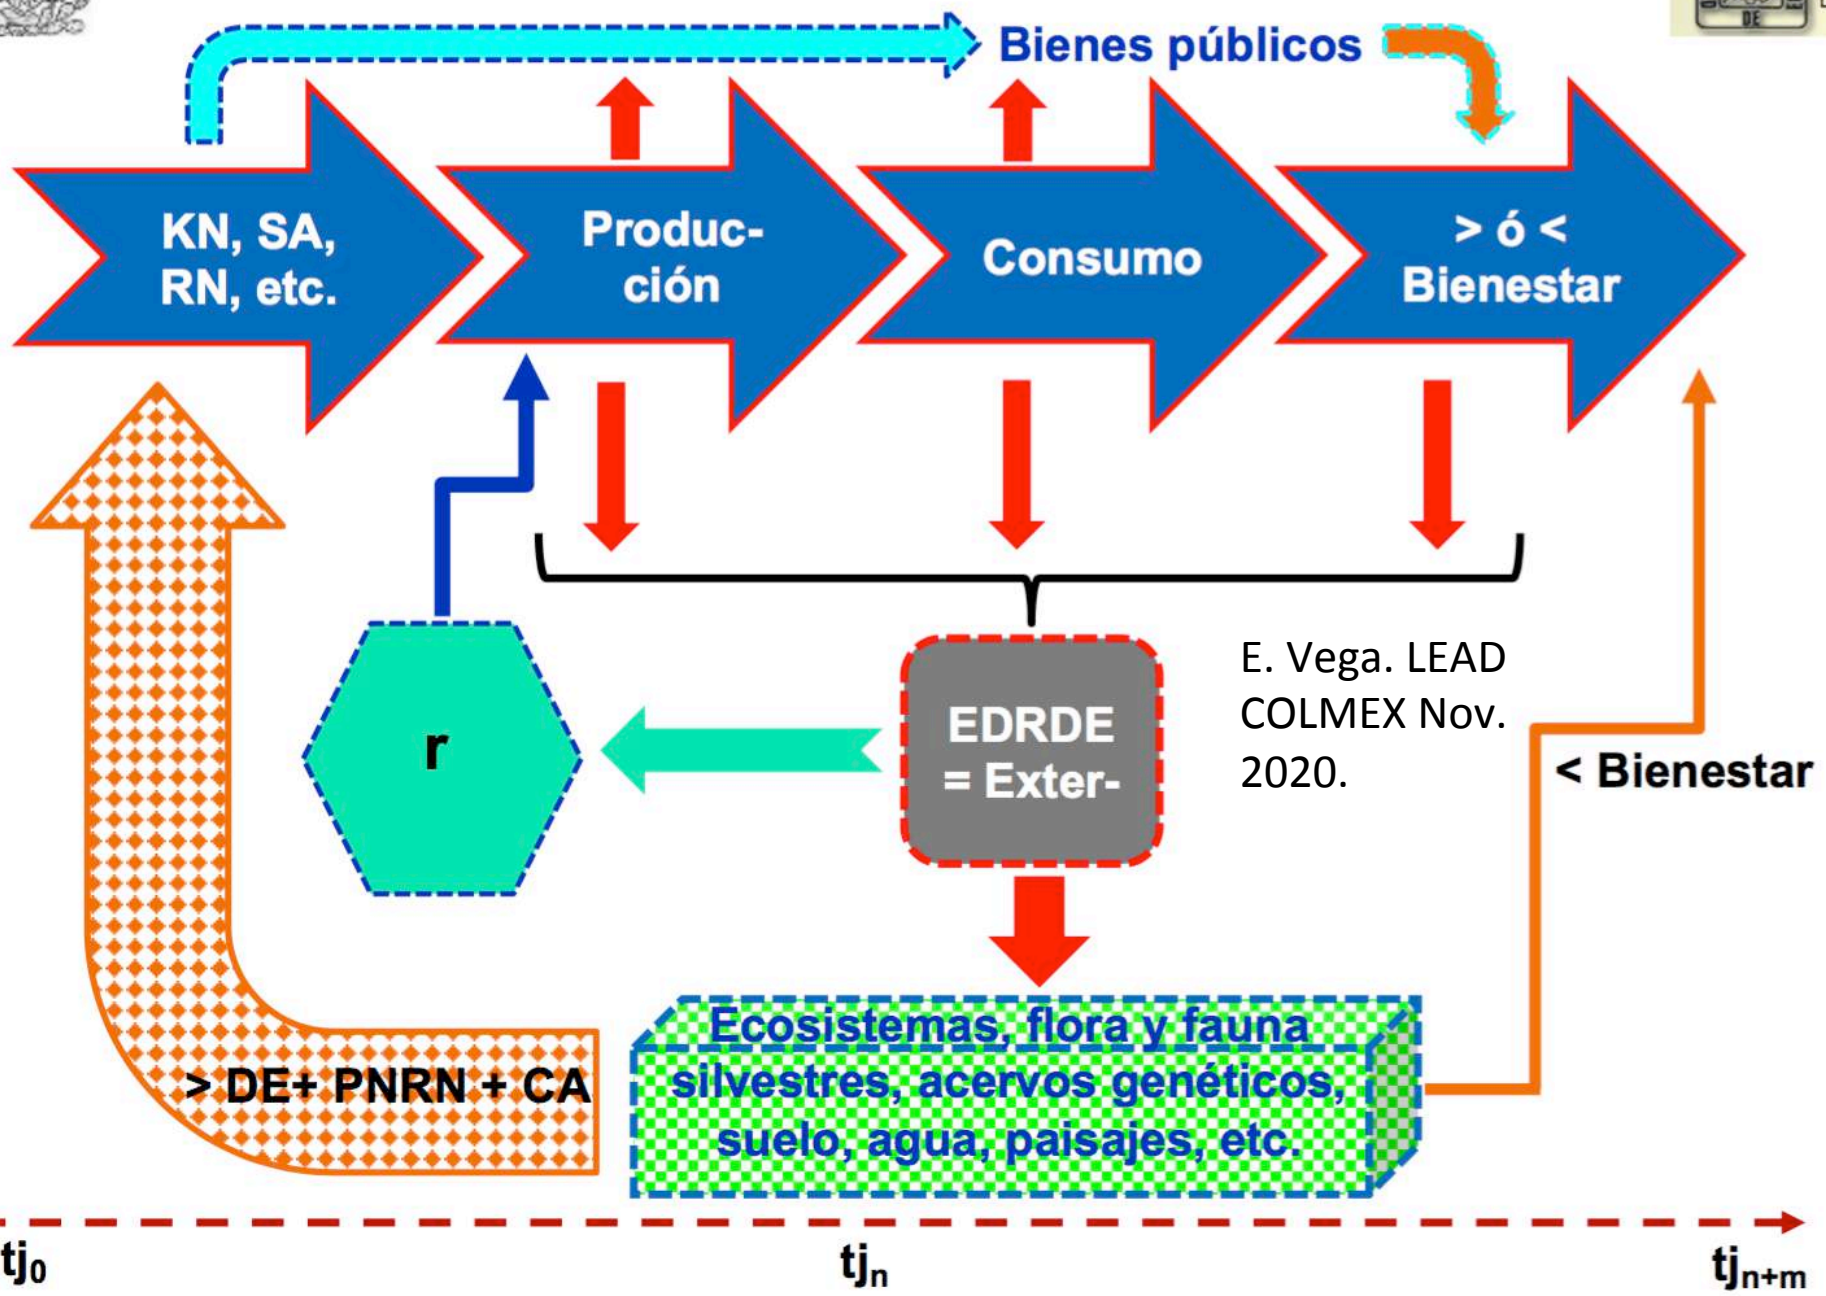 Bienes públicos
KN, SA,
RN, etc.
Produc-
ción
Consumo
> ó <
Bienestar
r
EDRDE
= Exter-
E. Vega. LEAD
COLMEX Nov.
2020.
< Bienestar
Ecosistemas, flora y fauna
silvestres, acervos genéticos,
suelo, agua, paisajes, etc.
> DE+ PNRN + CA
tj₀
tjₙ
tjₙ₊ₘ
DE